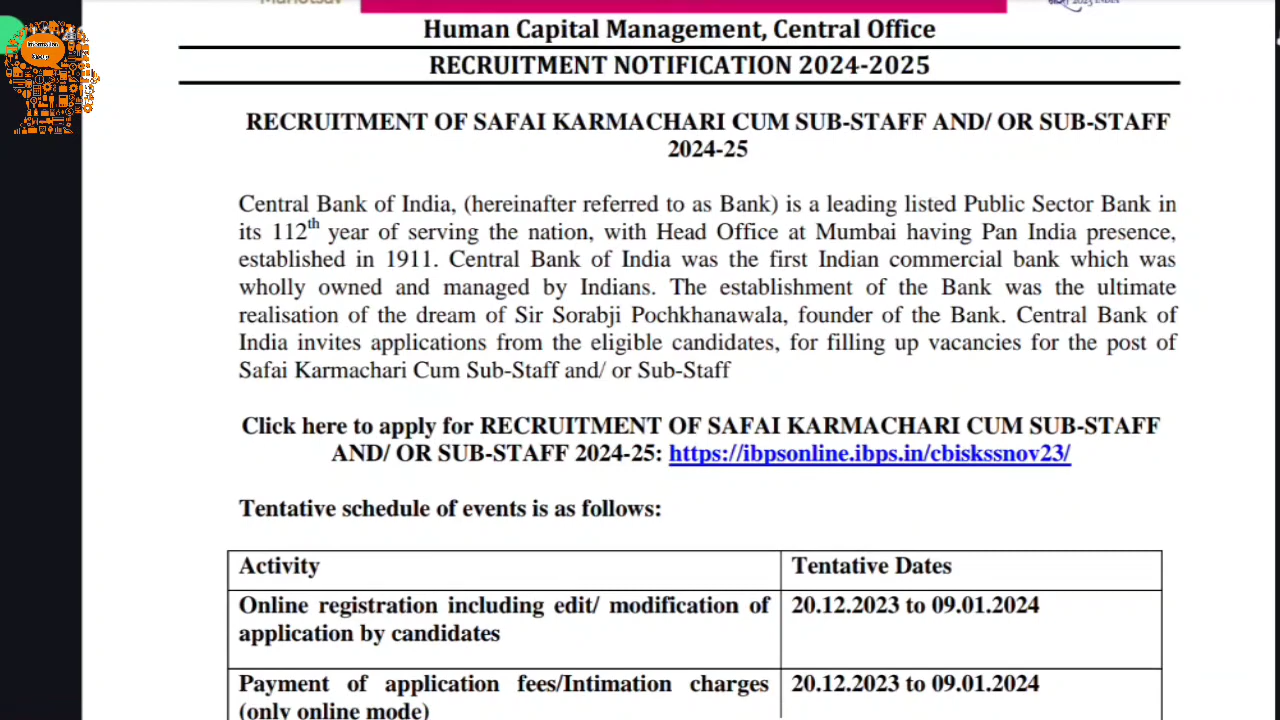 Human Capital Management, Central Office
RECRUITMENT NOTIFICATION 2024-2025
RECRUITMENT OF SAFAI KARMACHARI CUM SUB-STAFF AND/ OR SUB-STAFF
2024-25
Central Bank of India, (hereinafter referred to as Bank) is a leading listed Public Sector Bank in
its 112th year of serving the nation, with Head Office at Mumbai having Pan India presence,
established in 1911. Central Bank of India was the first Indian commercial bank which was
wholly owned and managed by Indians. The establishment of the Bank was the ultimate
realisation of the dream of Sir Sorabji Pochkhanawala, founder of the Bank. Central Bank of
India invites applications from the eligible candidates, for filling up vacancies for the post of
Safai Karmachari Cum Sub-Staff and/ or Sub-Staff
Click here to apply for RECRUITMENT OF SAFAI KARMACHARI CUM SUB-STAFF
AND/ OR SUB-STAFF 2024-25: https://ibpsonline.ibps.in/cbiskssnov23/
Tentative schedule of events is as follows:
Activity Tentative Dates
Online registration including edit/ modification of 20.12.2023 to 09.01.2024
application by candidates
Payment of application fees/Intimation charges 20.12.2023 to 09.01.2024
(only online mode)